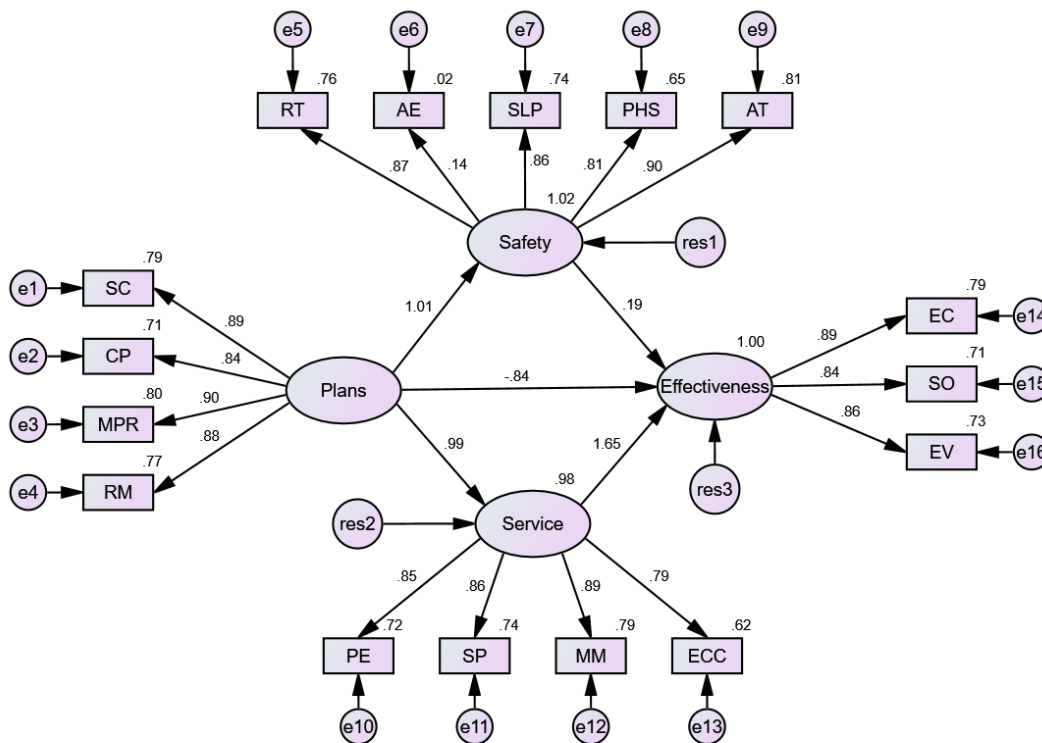 e5 e6 e7 e8 e9
.76 .02 .74 .65 .81
RT AE SLP PHS AT
.87 .14 .86 .81 .90
1.02
Safety res1
.79
e1 SC
1.01 .19
.79
EC e14
.89 .89
.71
e2 CP
.84
1.00
.71
Plans -.84 Effectiveness .84 SO e15
.80
e3 MPR
.90
.86
.88
.99 1.65
.73
EV e16
.77
e4 RM
.98
res3
res2 Service
.85 .86 .89 .79
.72 .74 .79 .62
PE SP MM ECC
e10 e11 e12 e13